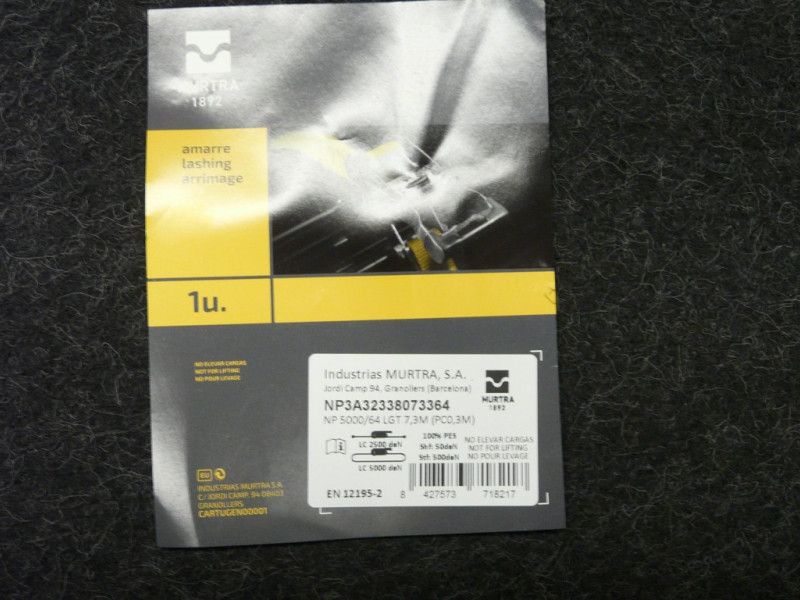 MURTRA
1892
amarre
lashing
arrimage
1u.
NO ELEVAR CARGAS
NOT FOR LIFTING
NO POUR LEVAGE
Industrias MURTRA, S.A.
Jordi Camp 94, Granollers (Barcelona)
NP3A32338073364
NP 5000/64 LGT 7,3M (PC0,3M)
MURTRA
1892
LC 2500 daN
LC 5000 daN
100% PES
Shf: 50daN
Stf: 500daN
NO ELEVAR CARGAS
NOT FOR LIFTING
NO POUR LEVAGE
EN 12195-2
8 427573 718217
INDUSTRIAS MURTRA S.A.
C/ JORDI CAMP, 94 08403
GRANOLLERS
CARTUGEN00001